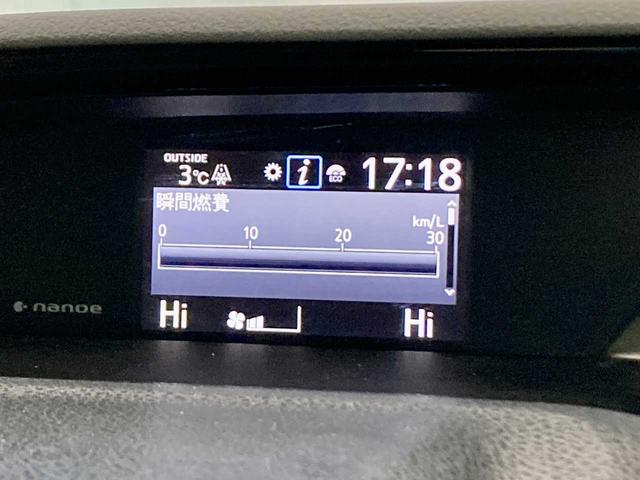 OUTSIDE
3℃ i ECO 17:18
瞬間燃費
km/L
0 10 20 30
nanoe
Hi Hi